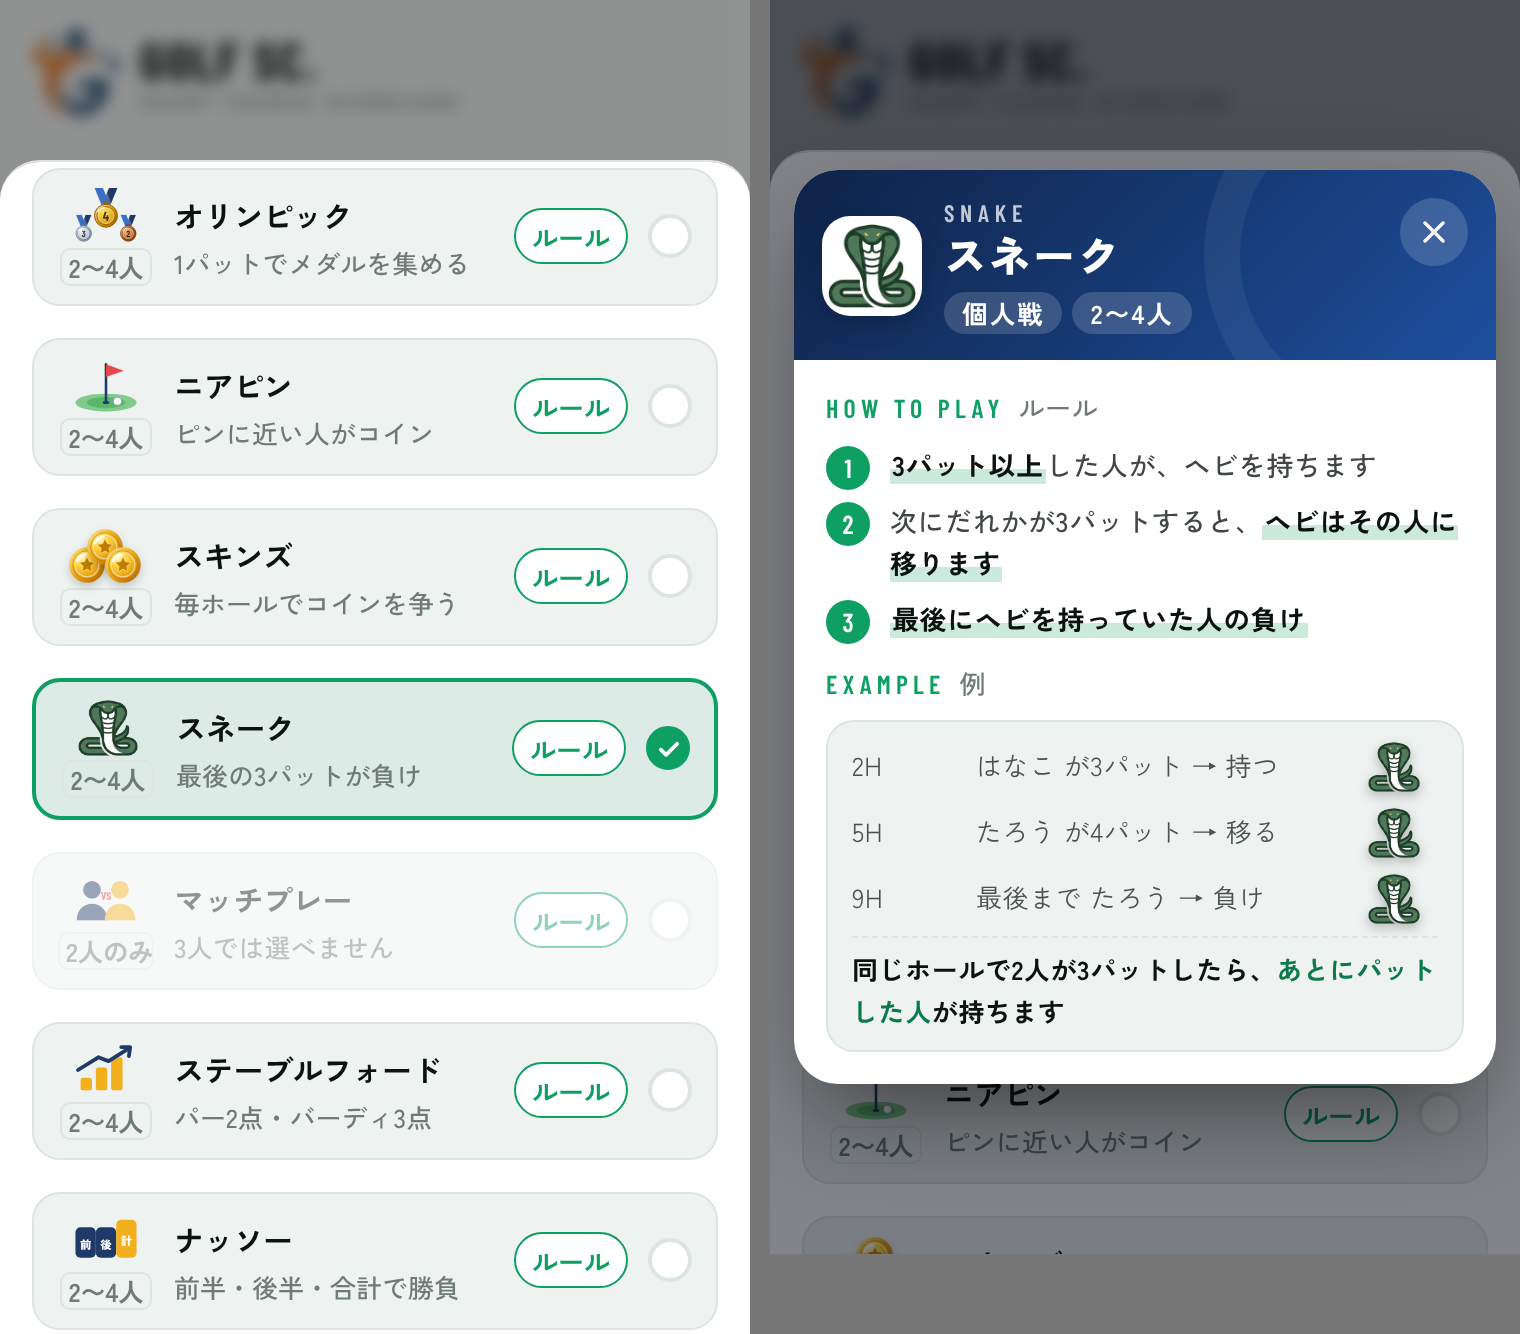 GOLF SC.
4
3
2
オリンピック
2〜4人
1パットでメダルを集める
ルール
ニアピン
2〜4人
ピンに近い人がコイン
ルール
スキンズ
2〜4人
毎ホールでコインを争う
ルール
スネーク
2〜4人
最後の3パットが負け
ルール
VS
マッチプレー
2人のみ
3人では選べません
ルール
ステーブルフォード
2〜4人
パー2点・バーディ3点
ルール
前 後 計
ナッソー
2〜4人
前半・後半・合計で勝負
ルール
GOLF SC.
SNAKE
スネーク
個人戦
2〜4人
HOW TO PLAY ルール
1 3パット以上した人が、ヘビを持ちます
2 次にだれかが3パットすると、ヘビはその人に
移ります
3 最後にヘビを持っていた人の負け
EXAMPLE 例
2H はなこ が3パット → 持つ
5H たろう が4パット → 移る
9H 最後まで たろう → 負け
同じホールで2人が3パットしたら、あとにパット
した人が持ちます
ニアピン
2〜4人
ピンに近い人がコイン
ルール